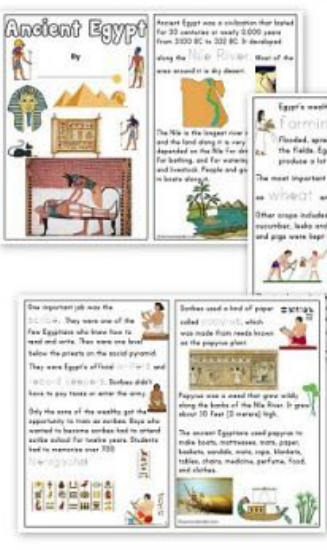 Ancient Egypt
By
Ancient Egypt was a civilization that lasted
for 30 centuries or nearly 3,000 years
from 3100 BC to 332 BC. It developed
along the Nile River. Most of the
area around it is dry desert.
The Nile is the longest river
and the land along it is very
depended on the Nile for
for bathing, and for watering
and livestock. People and
in boats along it.
Egypt's
farmin
flooded,
the fields. Eg
produce a lot
The most important
as wheat
Other crops include
cucumber, leeks and
and pigs were kept
One important job was the
scribe. They were one of the
few Egyptians who knew how to
read and write. They were one level
below the priests on the social pyramid.
They were Egypt's official writers and
record keepers. Scribes didn't
have to pay taxes or enter the army.
Only the sons of the wealthy got the
opportunity to train as scribes. Boys who
wanted to become scribes had to attend
scribe school for twelve years. Students
had to memorize over 700
Scribes used a kind of paper
called papyrus, which
was made from reeds known
as the papyrus plant.
Papyrus was a weed that grew wildly
along the banks of the Nile River. It grew
about 10 feet (3 meters) high.
The ancient Egyptians used papyrus to
make boats, mattresses, mats, paper,
baskets, sandals, mats, rope, blankets,
tables, chairs, medicine, perfume, food,
and clothes.